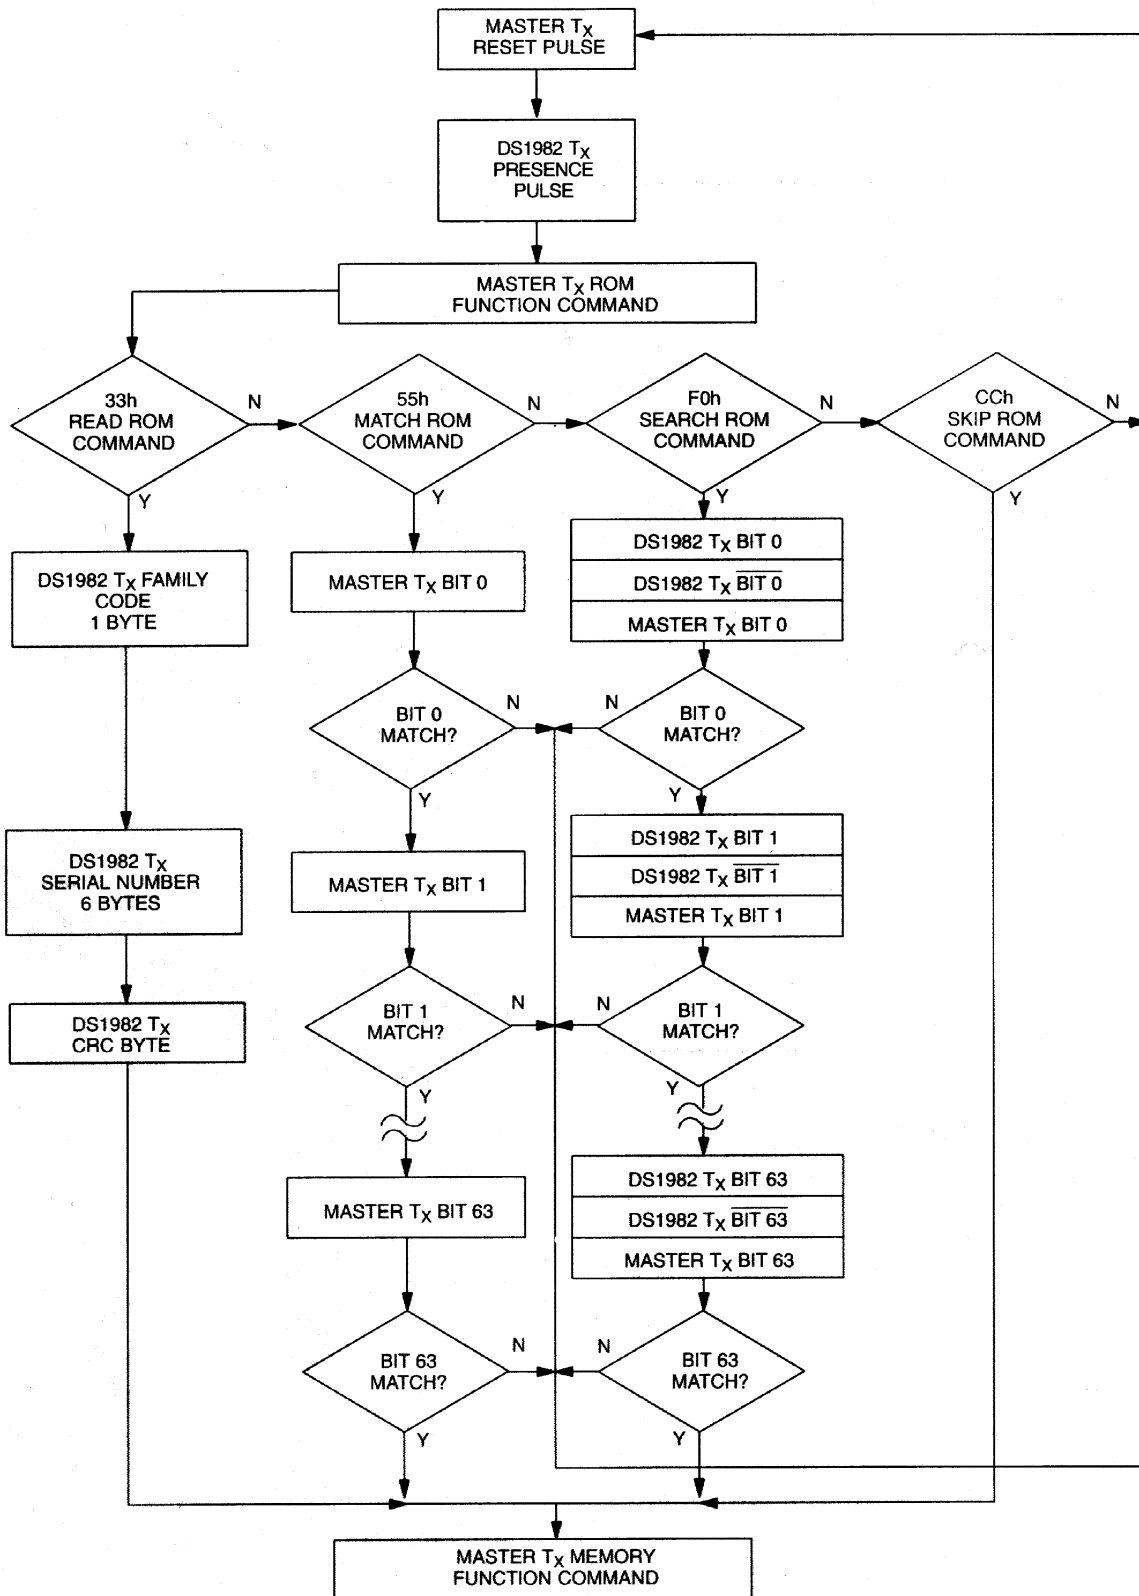 MASTER TX
RESET PULSE
DS1982 TX
PRESENCE
PULSE
MASTER TX ROM
FUNCTION COMMAND
33h
READ ROM
COMMAND
N
Y
55h
MATCH ROM
COMMAND
N
Y
F0h
SEARCH ROM
COMMAND
N
Y
CCh
SKIP ROM
COMMAND
N
Y
DS1982 TX FAMILY
CODE
1 BYTE
DS1982 TX
SERIAL NUMBER
6 BYTES
DS1982 TX
CRC BYTE
MASTER TX BIT 0
BIT 0
MATCH?
N
Y
MASTER TX BIT 1
BIT 1
MATCH?
N
Y
MASTER TX BIT 63
BIT 63
MATCH?
N
Y
DS1982 TX BIT 0
DS1982 TX B̅I̅T̅ ̅0̅
MASTER TX BIT 0
BIT 0
MATCH?
N
Y
DS1982 TX BIT 1
DS1982 TX B̅I̅T̅ ̅1̅
MASTER TX BIT 1
BIT 1
MATCH?
N
Y
DS1982 TX BIT 63
DS1982 TX B̅I̅T̅ ̅6̅3̅
MASTER TX BIT 63
BIT 63
MATCH?
N
Y
MASTER TX MEMORY
FUNCTION COMMAND